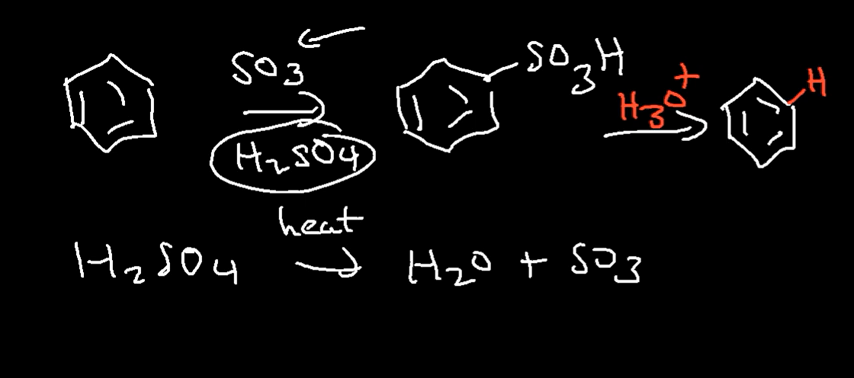 SO3 SO3H H3O+ H
H2SO4
heat
H2SO4 → H2O + SO3